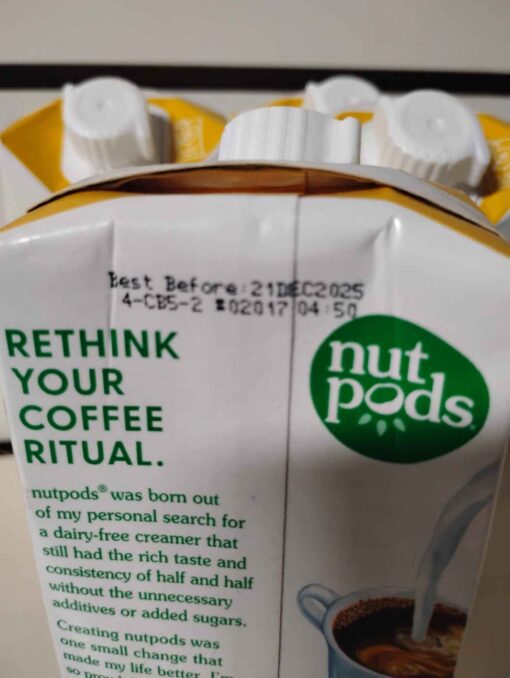 Best Before:21DEC2025
4-CB5-2 #02017 04:50
RETHINK
YOUR
COFFEE
RITUAL.
nut
pods
nutpods® was born out
of my personal search for
a dairy-free creamer that
still had the rich taste and
consistency of half and half
without the unnecessary
additives or added sugars.
Creating nutpods was
one small change that
made my life better. I'm